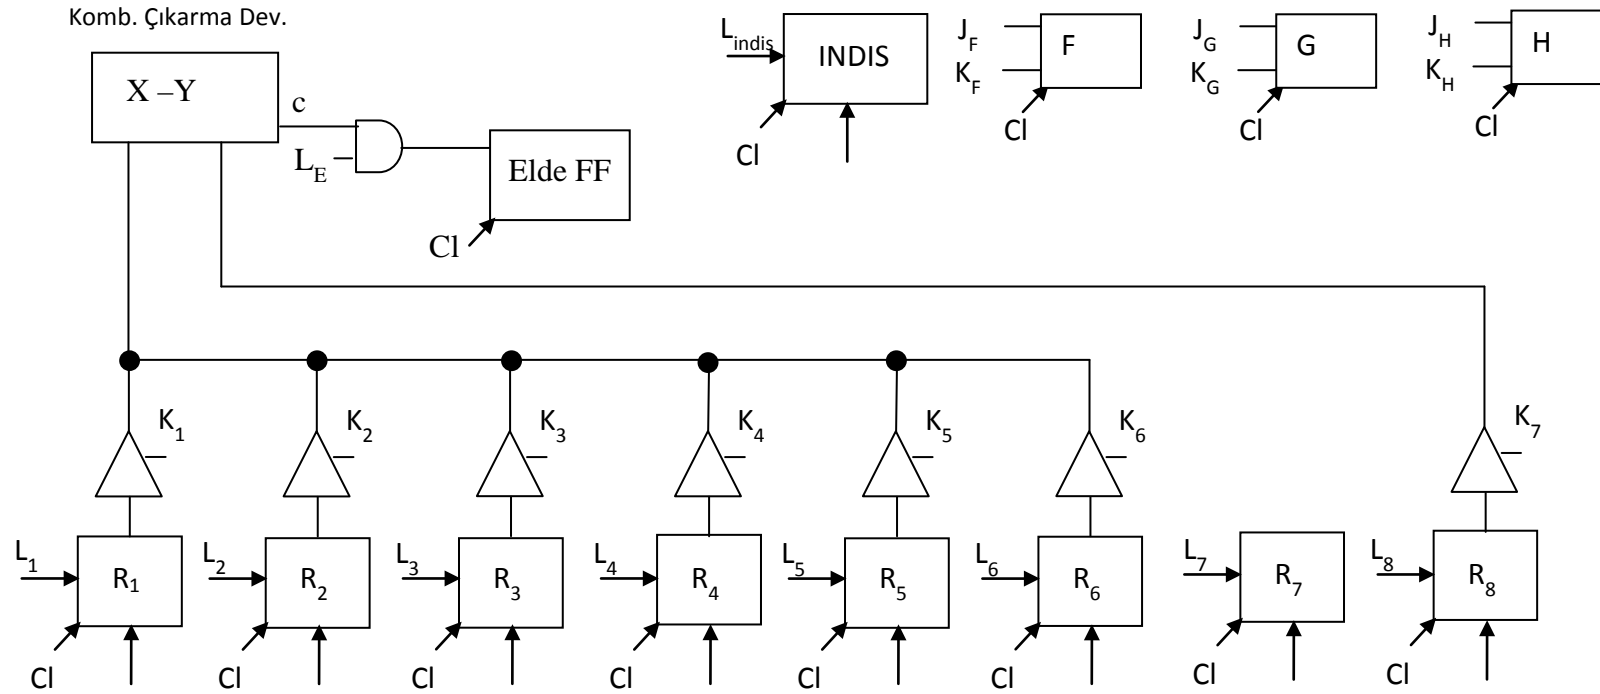 Komb. Çıkarma Dev.
X –Y
c
L_E
Elde FF
Cl
L_indis
INDIS
Cl
J_F
K_F
F
Cl
J_G
K_G
G
Cl
J_H
K_H
H
Cl
K_1
K_2
K_3
K_4
K_5
K_6
K_7
L_1
R_1
Cl
L_2
R_2
Cl
L_3
R_3
Cl
L_4
R_4
Cl
L_5
R_5
Cl
L_6
R_6
Cl
L_7
R_7
Cl
L_8
R_8
Cl